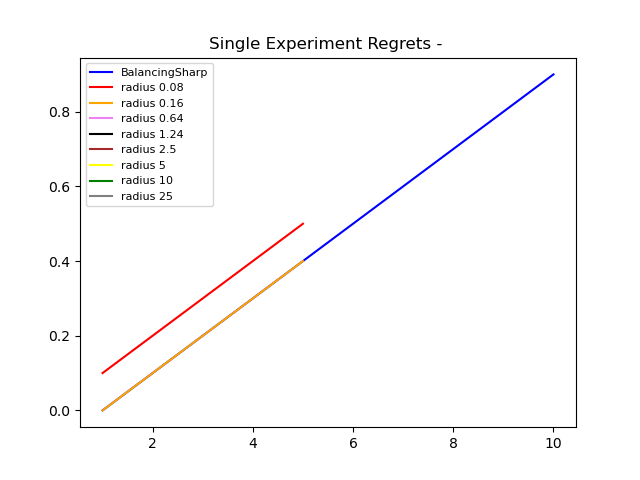 Single Experiment Regrets -
BalancingSharp
radius 0.08
radius 0.16
radius 0.64
radius 1.24
radius 2.5
radius 5
radius 10
radius 25
0.8
0.6
0.4
0.2
0.0
2 4 6 8 10